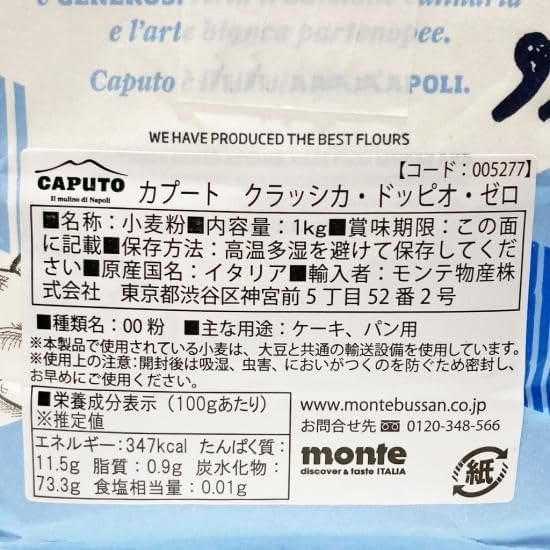 e GENEROSI
e l'arte bianca partenopee.
Caputo è il
WE HAVE PRODUCED THE BEST FLOURS
【コード：005277】
CAPUTO カプート クラッシカ・ドッピオ・ゼロ
Il mulino di Napoli
■名称：小麦粉■内容量：1kg■賞味期限：この面
に記載■保存方法：高温多湿を避けて保存してくだ
さい■原産国名：イタリア■輸入者：モンテ物産株
式会社 東京都渋谷区神宮前5丁目52番2号
■種類名：00粉 ■主な用途：ケーキ、パン用
※本製品で使用されている小麦は、大豆と共通の輸送設備を使用しています。
※使用上の注意：開封後は吸湿、虫害、においがつくのを防ぐため密封し、
お早めにご使用ください。
■栄養成分表示（100gあたり）
※推定値
エネルギー：347kcal たんぱく質：
11.5g 脂質：0.9g 炭水化物：
73.3g 食塩相当量：0.01g
www.montebussan.co.jp
お問合せ先 0120-348-566
monte
discover & taste ITALIA
紙